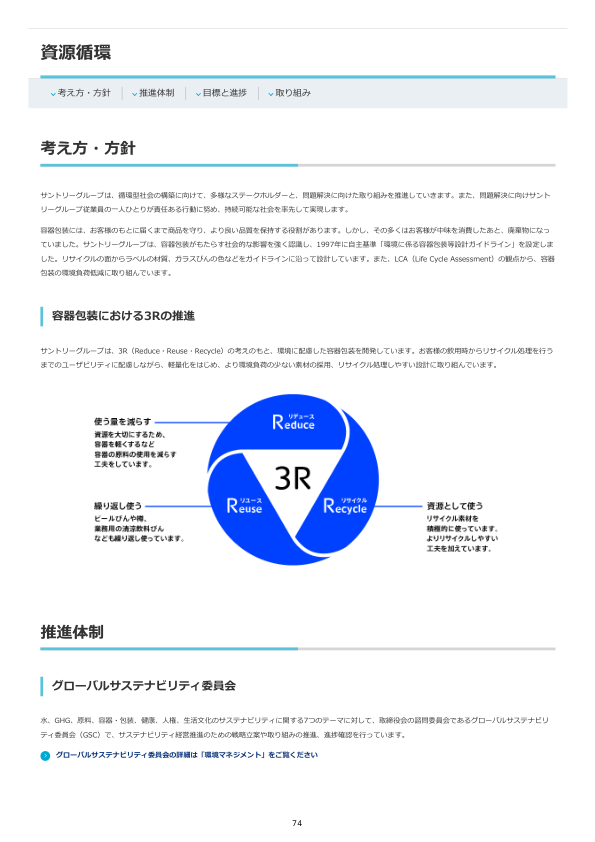 資源循環
考え方・方針
推進体制
目標と進捗
取り組み
考え方・方針
サントリーグループは、循環型社会の構築に向けて、多様なステークホルダーと、問題解決に向けた取り組みを推進していきます。また、問題解決に向けサント
リーグループ従業員の一人ひとりが責任ある行動に努め、持続可能な社会を率先して実現します。
容器包装には、お客様のもとに届くまで商品を守り、より良い品質を保持する役割があります。しかし、その多くはお客様が中味を消費したあと、廃棄物になっ
ていました。サントリーグループは、容器包装がもたらす社会的な影響を強く認識し、1997年に自主基準「環境に係る容器包装等設計ガイドライン」を設定しま
した。リサイクルの面からラベルの材質、ガラスびんの色などをガイドラインに沿って設計しています。また、LCA（Life Cycle Assessment）の観点から、容器
包装の環境負荷低減に取り組んでいます。
容器包装における3Rの推進
サントリーグループは、3R（Reduce・Reuse・Recycle）の考えのもと、環境に配慮した容器包装を開発しています。お客様の飲用時からリサイクル処理を行う
までのユーザビリティに配慮しながら、軽量化をはじめ、より環境負荷の少ない素材の採用、リサイクル処理しやすい設計に取り組んでいます。
使う量を減らす
資源を大切にするため、
容器を軽くするなど
容器の原料の使用を減らす
工夫をしています。
リデュース
Reduce
3R
繰り返し使う
ビールびんや樽、
業務用の清涼飲料びん
なども繰り返し使っています。
リユース
Reuse
リサイクル
Recycle
資源として使う
リサイクル素材を
積極的に使っています。
よりリサイクルしやすい
工夫を加えています。
推進体制
グローバルサステナビリティ委員会
水、GHG、原料、容器・包装、健康、人権、生活文化のサステナビリティに関する7つのテーマに対して、取締役会の諮問委員会であるグローバルサステナビリ
ティ委員会（GSC）で、サステナビリティ経営推進のための戦略立案や取り組みの推進、進捗確認を行っています。
グローバルサステナビリティ委員会の詳細は「環境マネジメント」をご覧ください
74